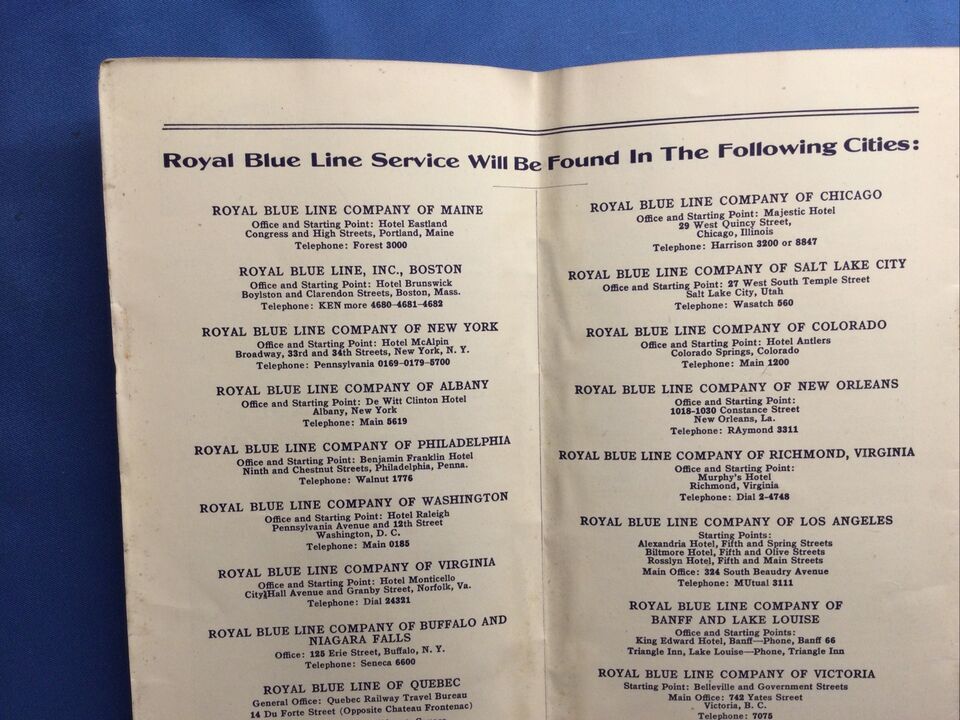 Royal Blue Line Service Will Be Found In The Following Cities:
ROYAL BLUE LINE COMPANY OF MAINE
Office and Starting Point: Hotel Eastland
Congress and High Streets, Portland, Maine
Telephone: Forest 3000
ROYAL BLUE LINE, INC., BOSTON
Office and Starting Point: Hotel Brunswick
Boylston and Clarendon Streets, Boston, Mass.
Telephone: KEN more 4680-4681-4682
ROYAL BLUE LINE COMPANY OF NEW YORK
Office and Starting Point: Hotel McAlpin
Broadway, 33rd and 34th Streets, New York, N. Y.
Telephone: Pennsylvania 0169-0179-5700
ROYAL BLUE LINE COMPANY OF ALBANY
Office and Starting Point: De Witt Clinton Hotel
Albany, New York
Telephone: Main 5619
ROYAL BLUE LINE COMPANY OF PHILADELPHIA
Office and Starting Point: Benjamin Franklin Hotel
Ninth and Chestnut Streets, Philadelphia, Penna.
Telephone: Walnut 1776
ROYAL BLUE LINE COMPANY OF WASHINGTON
Office and Starting Point: Hotel Raleigh
Pennsylvania Avenue and 12th Street
Washington, D. C.
Telephone: Main 0185
ROYAL BLUE LINE COMPANY OF VIRGINIA
Office and Starting Point: Hotel Monticello
City Hall Avenue and Granby Street, Norfolk, Va.
Telephone: Dial 24321
ROYAL BLUE LINE COMPANY OF BUFFALO AND
NIAGARA FALLS
Office: 125 Erie Street, Buffalo, N. Y.
Telephone: Seneca 6600
ROYAL BLUE LINE OF QUEBEC
General Office: Quebec Railway Travel Bureau
14 Du Forte Street (Opposite Chateau Frontenac)
ROYAL BLUE LINE COMPANY OF CHICAGO
Office and Starting Point: Majestic Hotel
29 West Quincy Street,
Chicago, Illinois
Telephone: Harrison 3200 or 8847
ROYAL BLUE LINE COMPANY OF SALT LAKE CITY
Office and Starting Point: 27 West South Temple Street
Salt Lake City, Utah
Telephone: Wasatch 560
ROYAL BLUE LINE COMPANY OF COLORADO
Office and Starting Point: Hotel Antlers
Colorado Springs, Colorado
Telephone: Main 1200
ROYAL BLUE LINE COMPANY OF NEW ORLEANS
Office and Starting Point:
1018-1030 Constance Street
New Orleans, La.
Telephone: RAymond 3311
ROYAL BLUE LINE COMPANY OF RICHMOND, VIRGINIA
Office and Starting Point:
Murphy's Hotel
Richmond, Virginia
Telephone: Dial 2-4748
ROYAL BLUE LINE COMPANY OF LOS ANGELES
Starting Points:
Alexandria Hotel, Fifth and Spring Streets
Biltmore Hotel, Fifth and Olive Streets
Rosslyn Hotel, Fifth and Main Streets
Main Office: 324 South Beaudry Avenue
Telephone: MUtual 3111
ROYAL BLUE LINE COMPANY OF
BANFF AND LAKE LOUISE
Office and Starting Points:
King Edward Hotel, Banff—Phone, Banff 66
Triangle Inn, Lake Louise—Phone, Triangle Inn
ROYAL BLUE LINE COMPANY OF VICTORIA
Starting Point: Belleville and Government Streets
Main Office: 742 Yates Street
Victoria, B. C.
Telephone: 7075